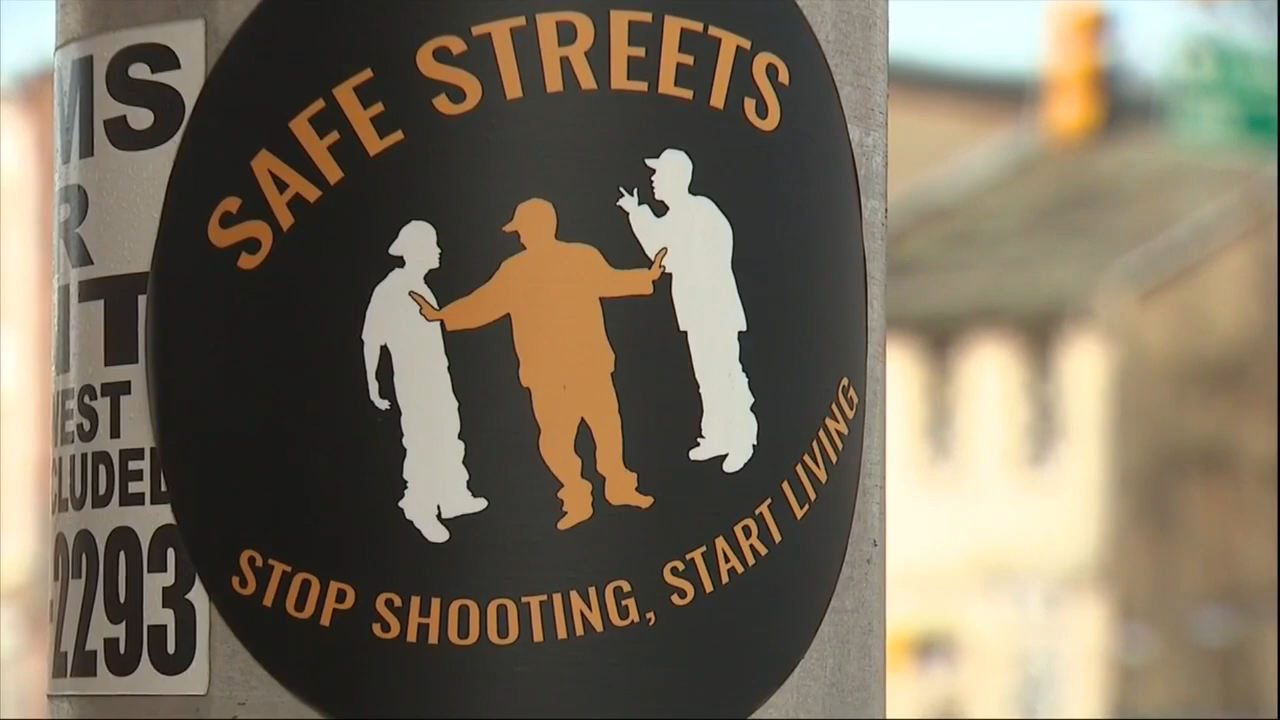 SAFE STREETS
STOP SHOOTING, START LIVING
MS
R
IT
EST
CLUDED
2293